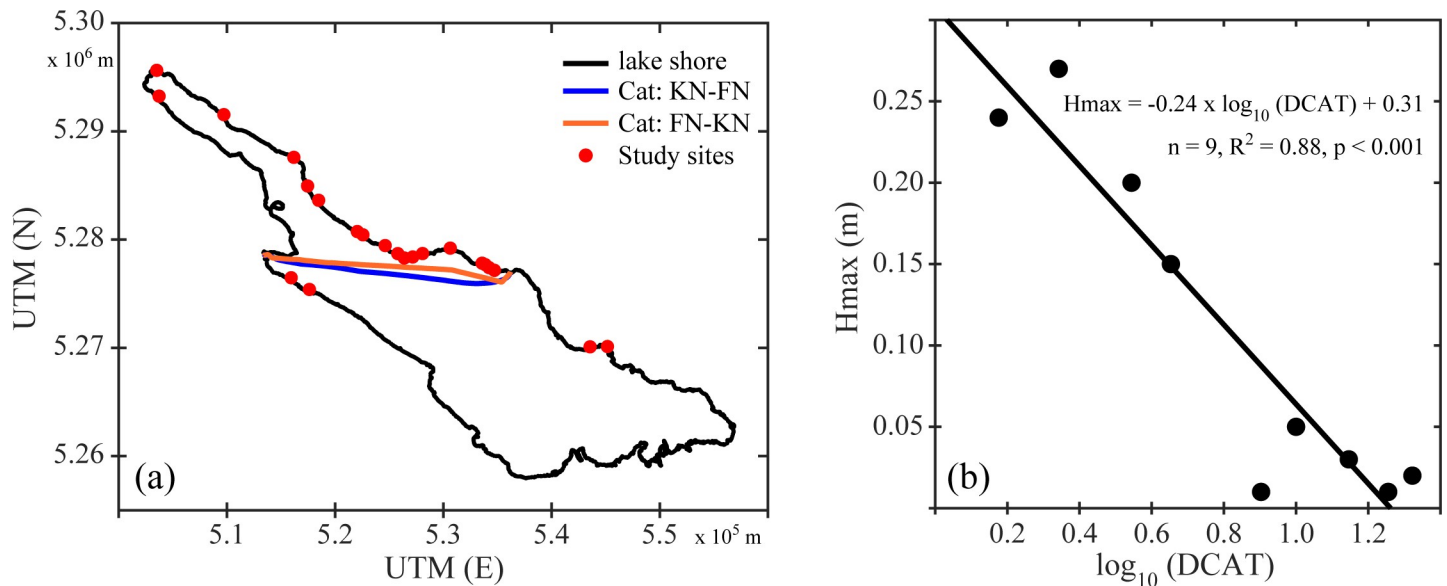 5.30
x 10⁶ m
5.29
5.28
5.27
5.26
UTM (N)
lake shore
Cat: KN-FN
Cat: FN-KN
Study sites
(a)
5.1 5.2 5.3 5.4 5.5 x 10⁵ m
UTM (E)
0.25
0.20
0.15
0.10
0.05
Hmax (m)
Hmax = -0.24 x log₁₀ (DCAT) + 0.31
n = 9, R² = 0.88, p < 0.001
(b)
0.2 0.4 0.6 0.8 1.0 1.2
log₁₀ (DCAT)